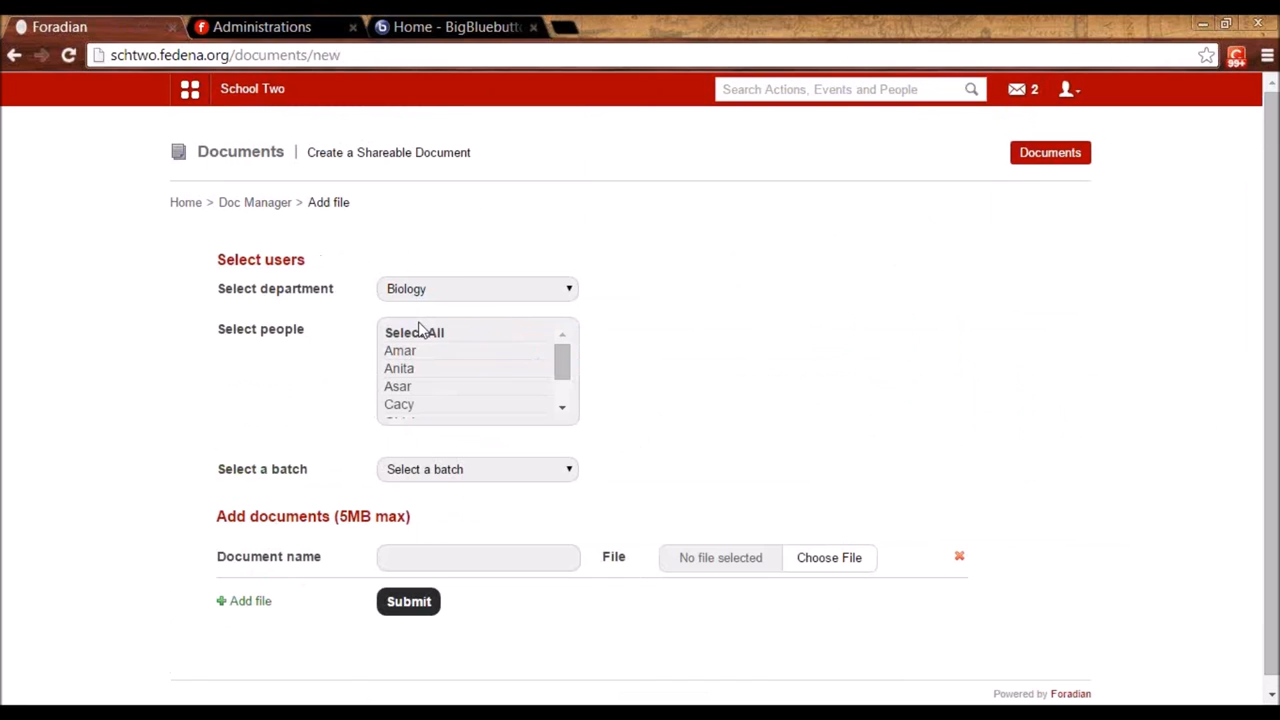 Foradian
Administrations
Home - BigBluebutt
schtwo.fedena.org/documents/new
99+
School Two
Search Actions, Events and People
2
Documents | Create a Shareable Document
Documents
Home > Doc Manager > Add file
Select users
Select department
Biology
Select people
Select All
Amar
Anita
Asar
Cacy
Select a batch
Select a batch
Add documents (5MB max)
Document name
File
No file selected
Choose File
Add file
Submit
Powered by Foradian